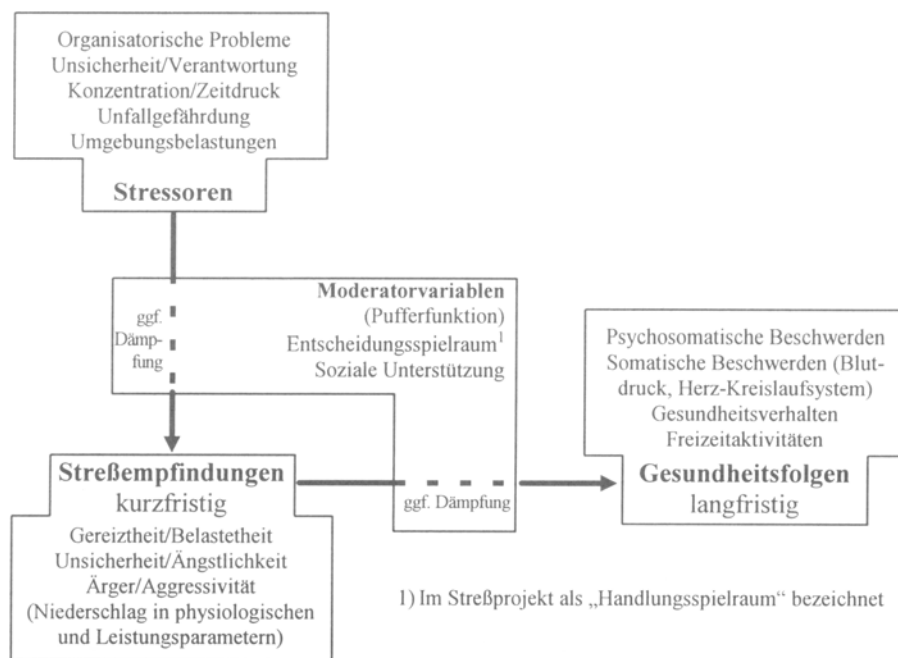 Organisatorische Probleme
Unsicherheit/Verantwortung
Konzentration/Zeitdruck
Unfallgefährdung
Umgebungsbelastungen
Stressoren
Moderatorvariablen
(Pufferfunktion)
Entscheidungsspielraum¹
Soziale Unterstützung
ggf.
Dämp-
fung
Psychosomatische Beschwerden
Somatische Beschwerden (Blut-
druck, Herz-Kreislaufsystem)
Gesundheitsverhalten
Freizeitaktivitäten
Gesundheitsfolgen
langfristig
Streßempfindungen
kurzfristig
ggf. Dämpfung
Gereiztheit/Belastetheit
Unsicherheit/Ängstlichkeit
Ärger/Aggressivität
(Niederschlag in physiologischen
und Leistungsparametern)
1) Im Streßprojekt als „Handlungsspielraum“ bezeichnet